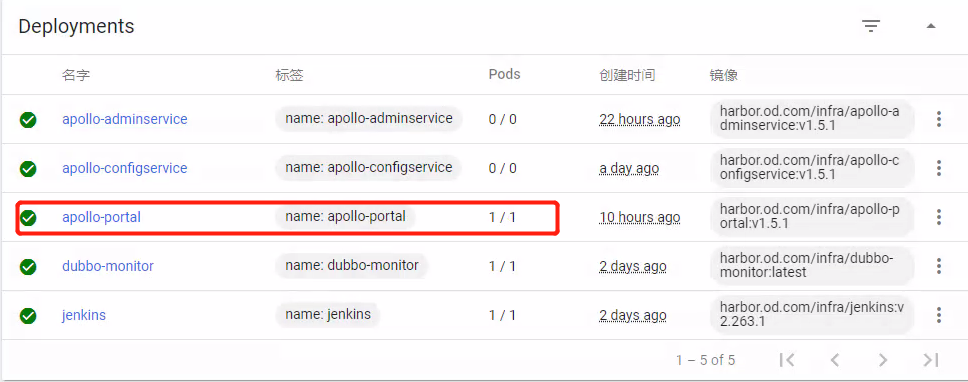 Deployments
名字 标签 Pods 创建时间 镜像
apollo-adminservice name: apollo-adminservice 0 / 0 22 hours ago harbor.od.com/infra/apollo-a
dminservice:v1.5.1
apollo-configservice name: apollo-configservice 0 / 0 a day ago harbor.od.com/infra/apollo-c
onfigservice:v1.5.1
apollo-portal name: apollo-portal 1 / 1 10 hours ago harbor.od.com/infra/apollo-p
ortal:v1.5.1
dubbo-monitor name: dubbo-monitor 1 / 1 2 days ago harbor.od.com/infra/dubbo-
monitor:latest
jenkins name: jenkins 1 / 1 2 days ago harbor.od.com/infra/jenkins:v
2.263.1
1 – 5 of 5